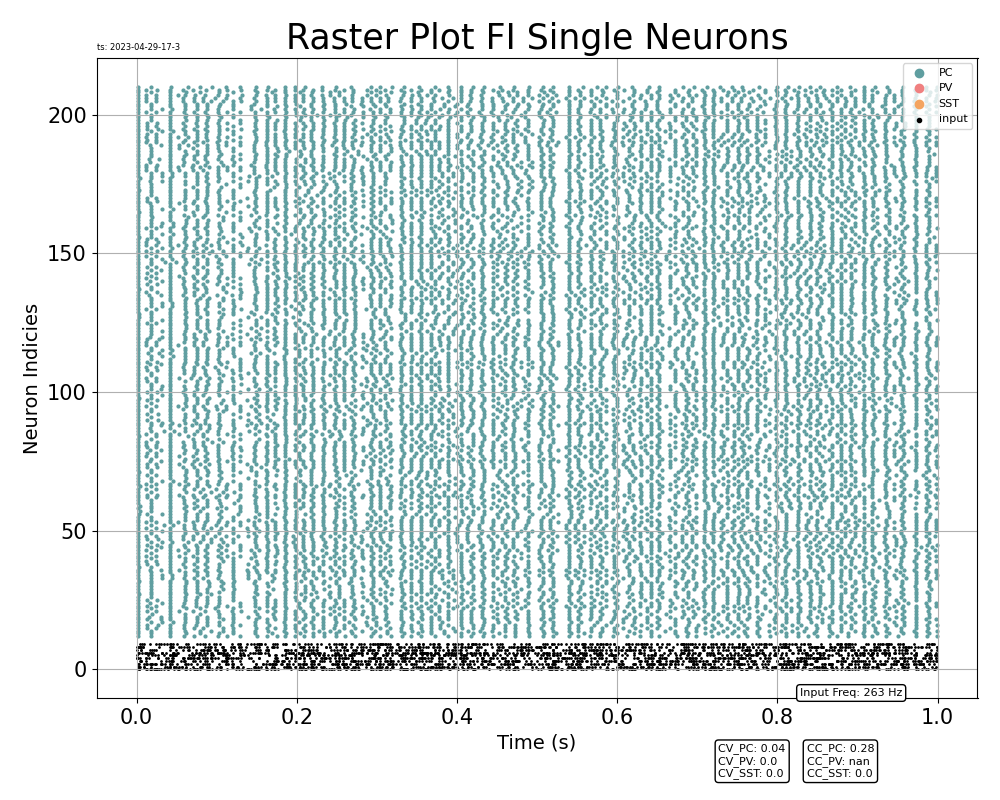 Raster Plot FI Single Neurons
ts: 2023-04-29-17-3
PC
PV
SST
input
Neuron Indicies
200
150
100
50
0
0.0 0.2 0.4 0.6 0.8 1.0
Time (s)
Input Freq: 263 Hz
CV_PC: 0.04
CV_PV: 0.0
CV_SST: 0.0
CC_PC: 0.28
CC_PV: nan
CC_SST: 0.0